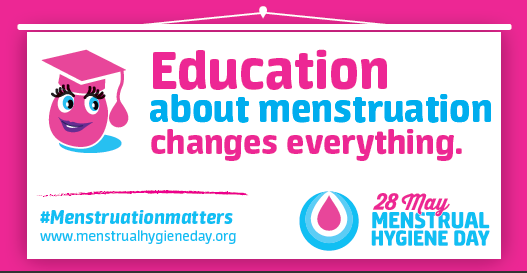 Education
about menstruation
changes everything.
#Menstruationmatters
www.menstrualhygieneday.org
28 May
MENSTRUAL
HYGIENE DAY